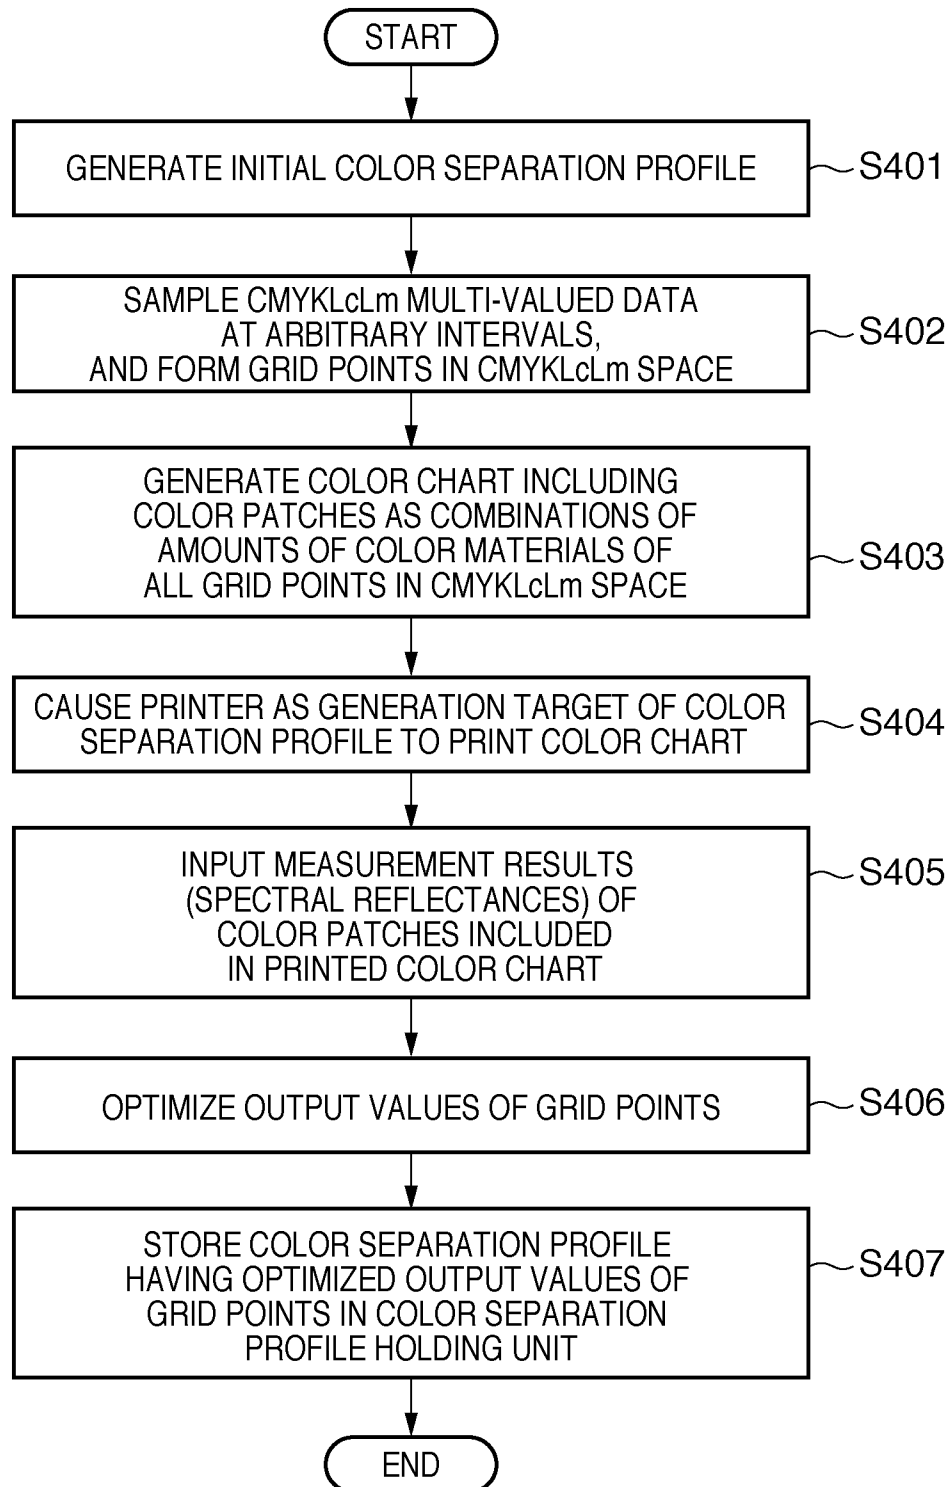 START
GENERATE INITIAL COLOR SEPARATION PROFILE
S401
SAMPLE CMYKLcLm MULTI-VALUED DATA
AT ARBITRARY INTERVALS,
AND FORM GRID POINTS IN CMYKLcLm SPACE
S402
GENERATE COLOR CHART INCLUDING
COLOR PATCHES AS COMBINATIONS OF
AMOUNTS OF COLOR MATERIALS OF
ALL GRID POINTS IN CMYKLcLm SPACE
S403
CAUSE PRINTER AS GENERATION TARGET OF COLOR
SEPARATION PROFILE TO PRINT COLOR CHART
S404
INPUT MEASUREMENT RESULTS
(SPECTRAL REFLECTANCES) OF
COLOR PATCHES INCLUDED
IN PRINTED COLOR CHART
S405
OPTIMIZE OUTPUT VALUES OF GRID POINTS
S406
STORE COLOR SEPARATION PROFILE
HAVING OPTIMIZED OUTPUT VALUES OF
GRID POINTS IN COLOR SEPARATION
PROFILE HOLDING UNIT
S407
END